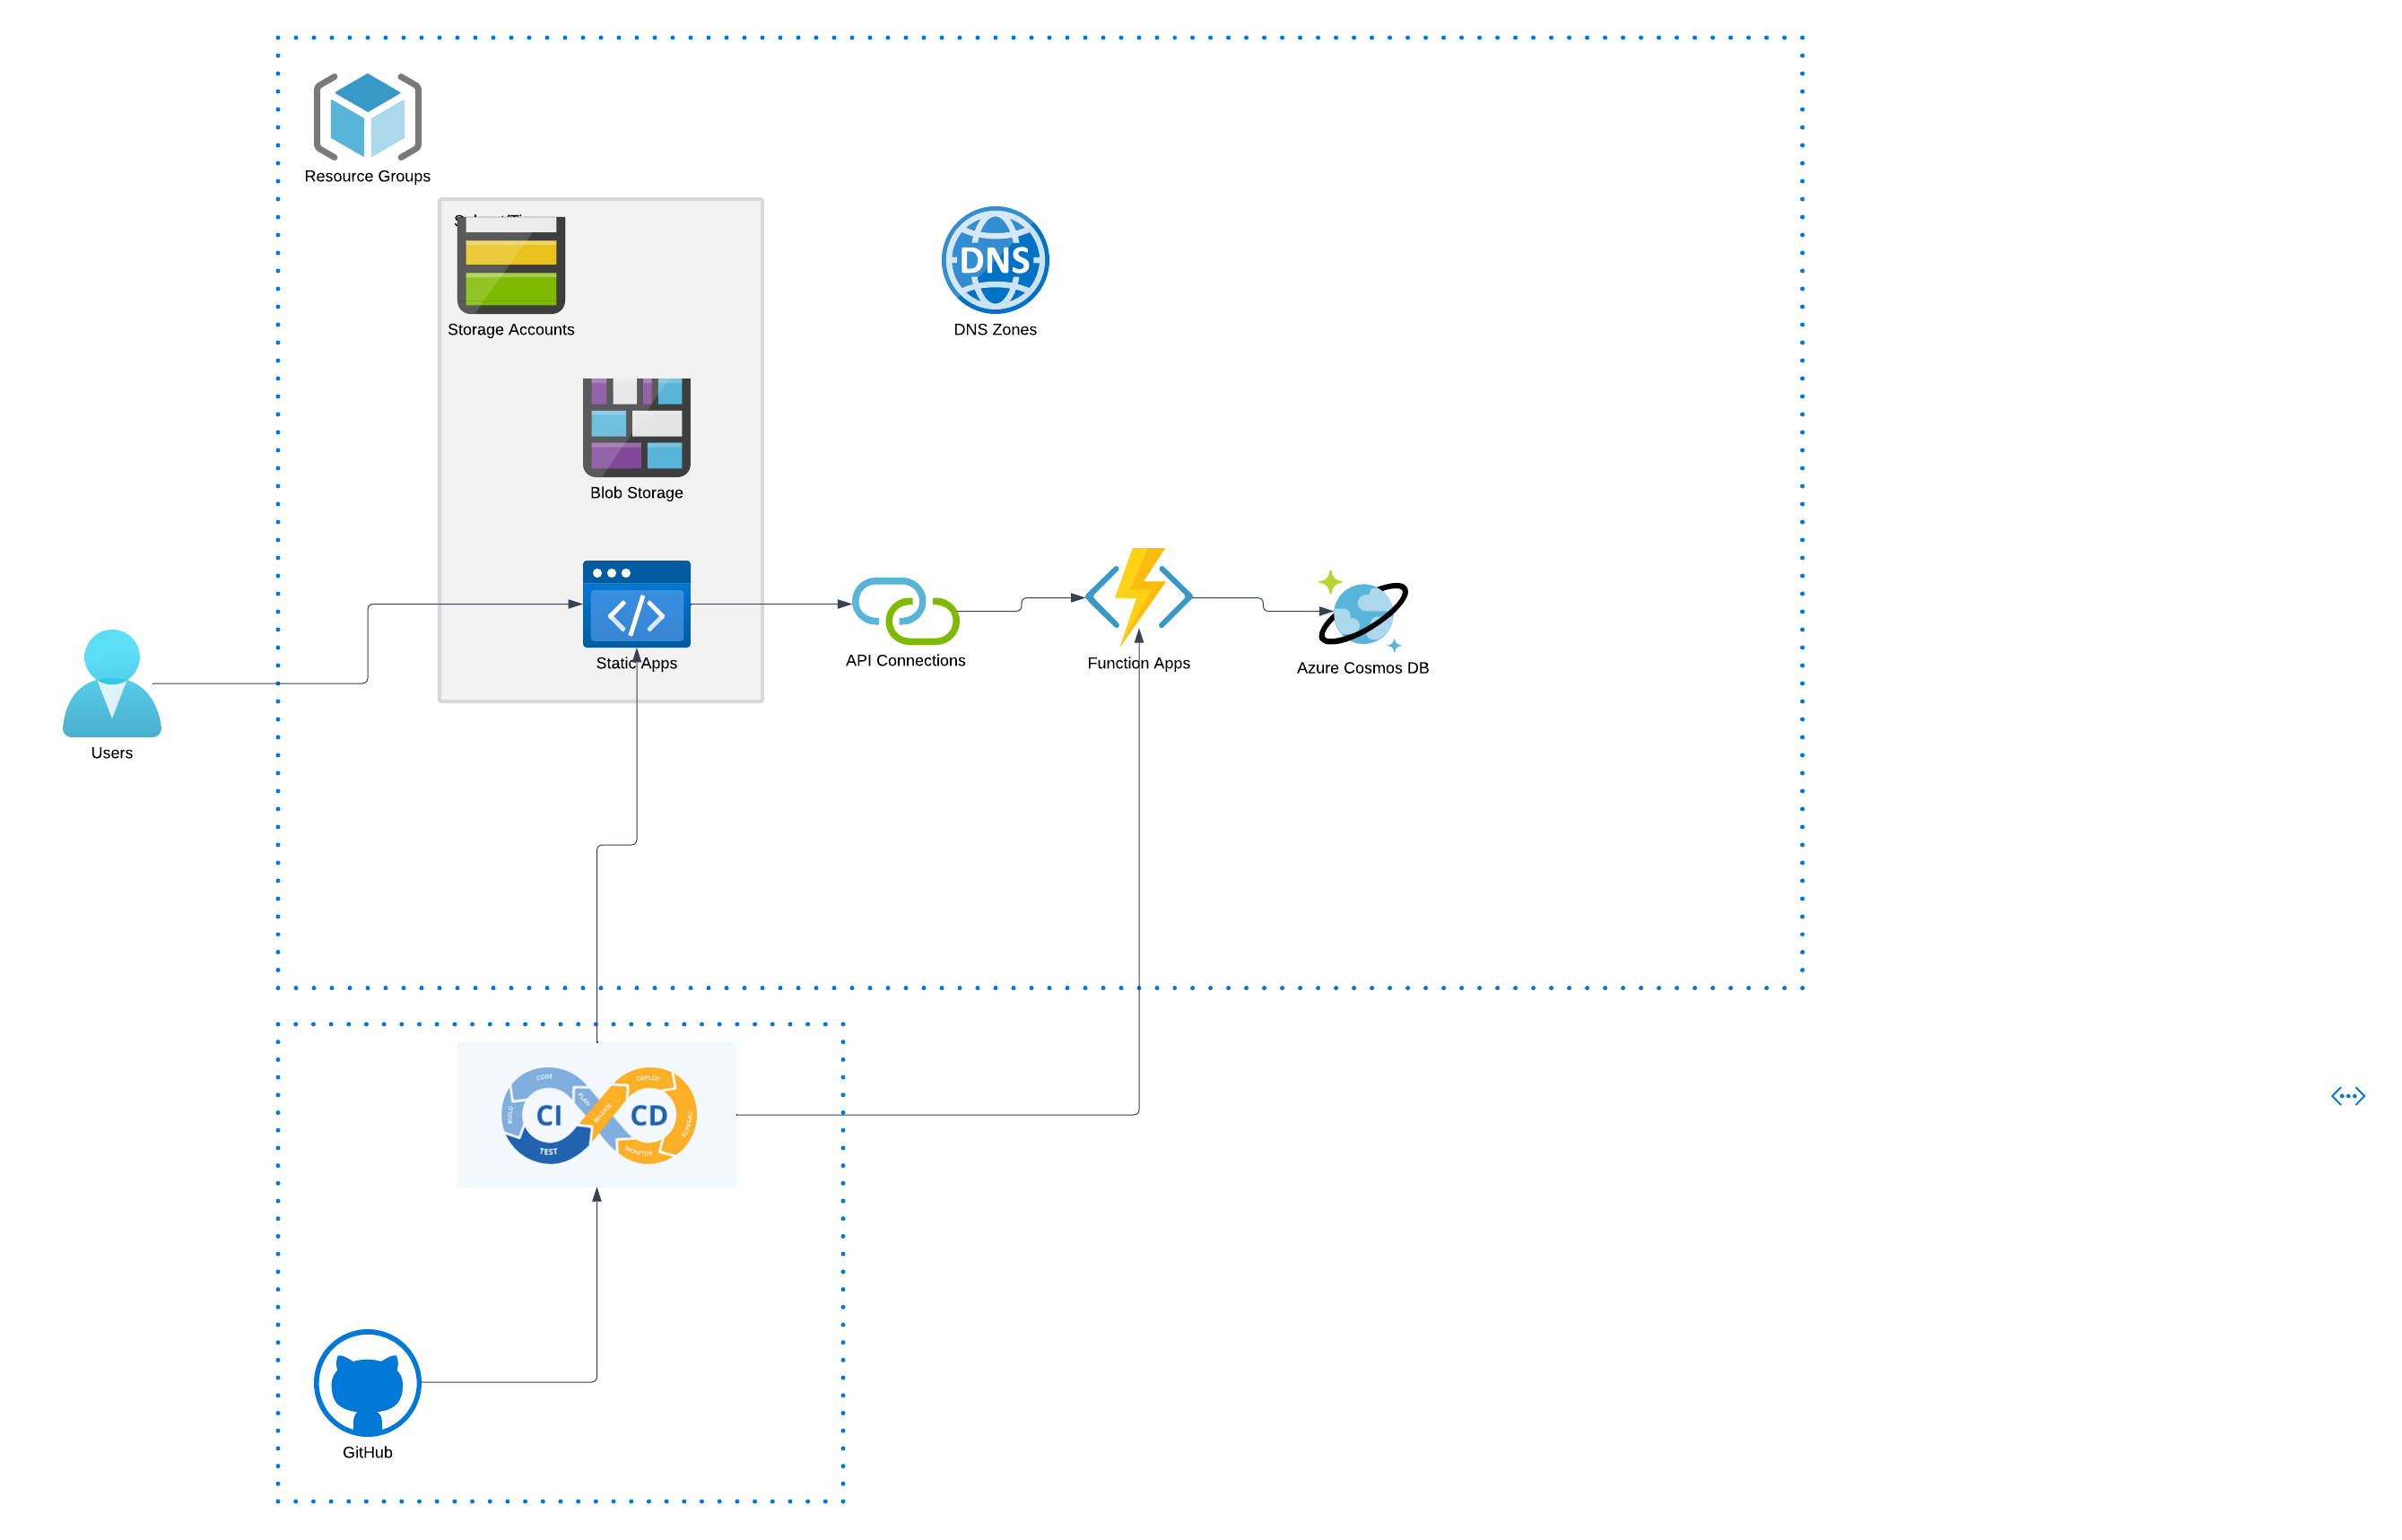 Resource Groups
Storage Accounts
DNS
DNS Zones
Blob Storage
Static Apps
API Connections
Function Apps
Azure Cosmos DB
Users
CODE
BUILD
CI
TEST
PLAN
RELEASE
DEPLOY
CD
OPERATE
MONITOR
GitHub